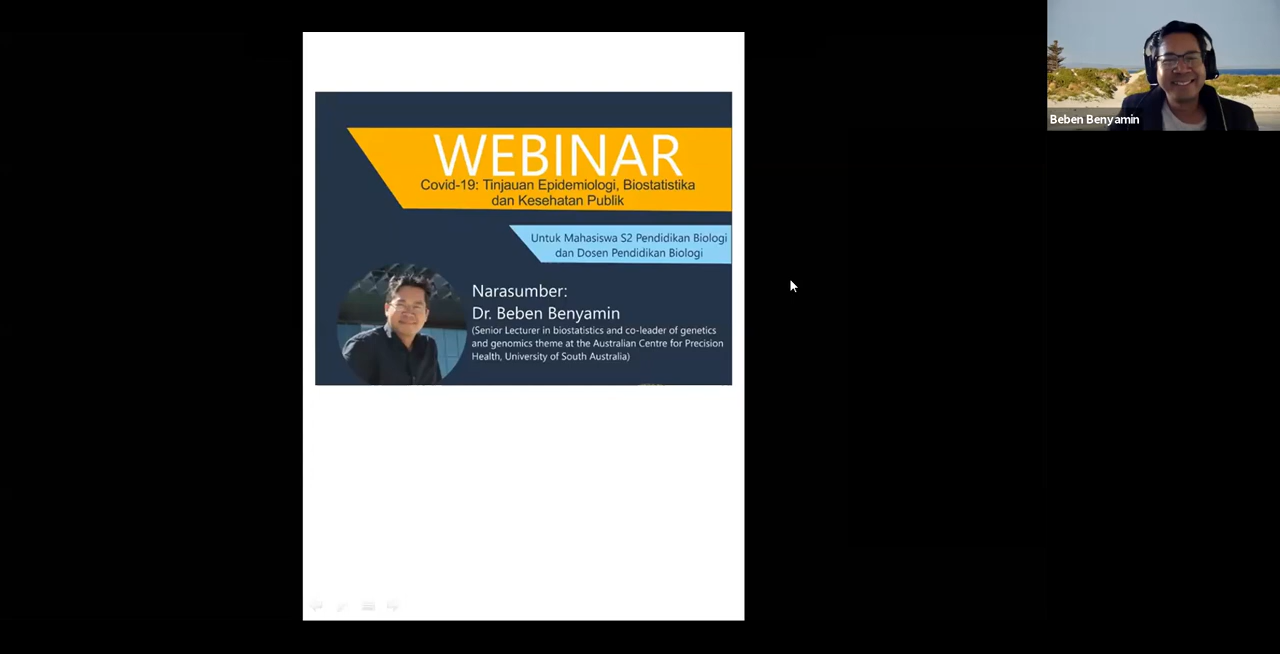 WEBINAR
Covid-19: Tinjauan Epidemiologi, Biostatistika
dan Kesehatan Publik
Untuk Mahasiswa S2 Pendidikan Biologi
dan Dosen Pendidikan Biologi
Narasumber:
Dr. Beben Benyamin
(Senior Lecturer in biostatistics and co-leader of genetics
and genomics theme at the Australian Centre for Precision
Health, University of South Australia)
Beben Benyamin